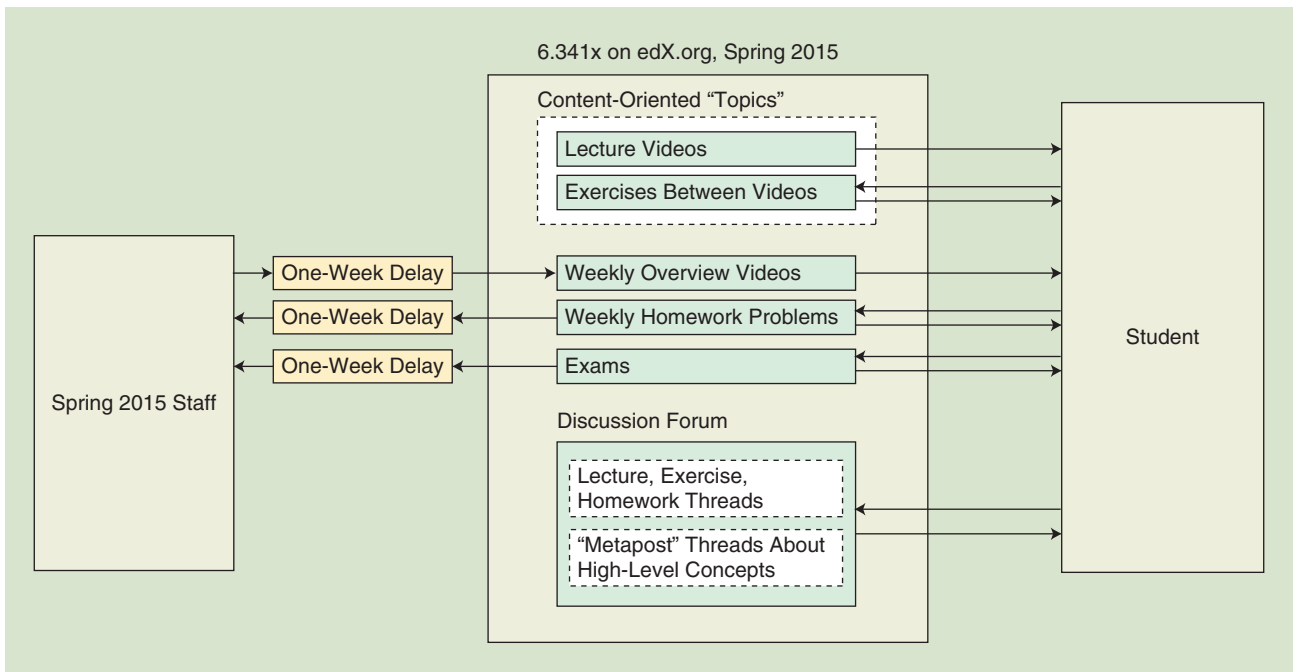 6.341x on edX.org, Spring 2015
Content-Oriented “Topics”
Lecture Videos
Exercises Between Videos
One-Week Delay
Weekly Overview Videos
One-Week Delay
Weekly Homework Problems
One-Week Delay
Exams
Spring 2015 Staff
Student
Discussion Forum
Lecture, Exercise,
Homework Threads
“Metapost” Threads About
High-Level Concepts